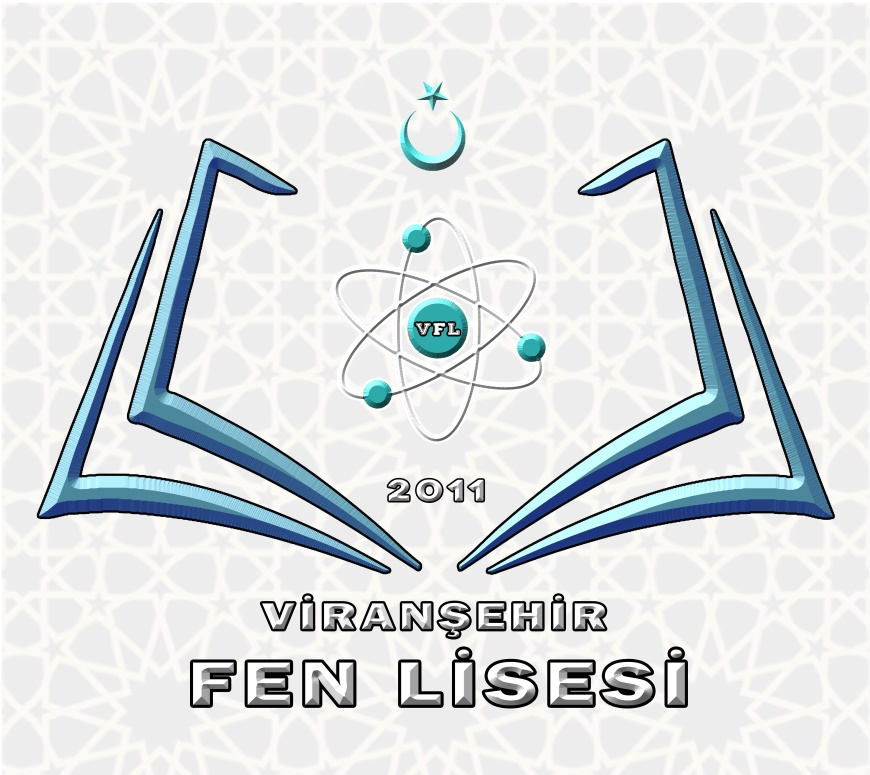 VFL
2011
VİRANŞEHİR
FEN LİSESİ